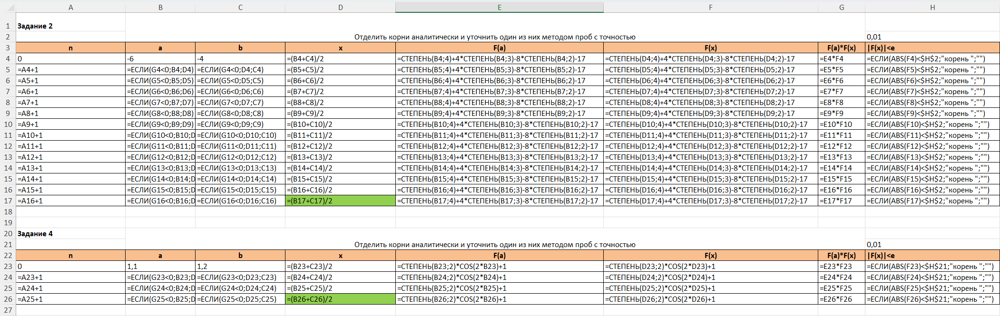 A B C D E F G H
1 Задание 2
2 Отделить корни аналитически и уточнить один из них методом проб с точностью 0,01
3 n a b x F(a) F(x) F(a)*F(x) |F(x)|<e
4 0 -6 -4 =(B4+C4)/2 =СТЕПЕНЬ(B4;4)+4*СТЕПЕНЬ(B4;3)-8*СТЕПЕНЬ(B4;2)-17 =СТЕПЕНЬ(D4;4)+4*СТЕПЕНЬ(D4;3)-8*СТЕПЕНЬ(D4;2)-17 =E4*F4 =ЕСЛИ(ABS(F4)<$H$2;"корень ";"")
5 =A4+1 =ЕСЛИ(G4<0;B4;D4) =ЕСЛИ(G4<0;D4;C4) =(B5+C5)/2 =СТЕПЕНЬ(B5;4)+4*СТЕПЕНЬ(B5;3)-8*СТЕПЕНЬ(B5;2)-17 =СТЕПЕНЬ(D5;4)+4*СТЕПЕНЬ(D5;3)-8*СТЕПЕНЬ(D5;2)-17 =E5*F5 =ЕСЛИ(ABS(F5)<$H$2;"корень ";"")
6 =A5+1 =ЕСЛИ(G5<0;B5;D5) =ЕСЛИ(G5<0;D5;C5) =(B6+C6)/2 =СТЕПЕНЬ(B6;4)+4*СТЕПЕНЬ(B6;3)-8*СТЕПЕНЬ(B6;2)-17 =СТЕПЕНЬ(D6;4)+4*СТЕПЕНЬ(D6;3)-8*СТЕПЕНЬ(D6;2)-17 =E6*F6 =ЕСЛИ(ABS(F6)<$H$2;"корень ";"")
7 =A6+1 =ЕСЛИ(G6<0;B6;D6) =ЕСЛИ(G6<0;D6;C6) =(B7+C7)/2 =СТЕПЕНЬ(B7;4)+4*СТЕПЕНЬ(B7;3)-8*СТЕПЕНЬ(B7;2)-17 =СТЕПЕНЬ(D7;4)+4*СТЕПЕНЬ(D7;3)-8*СТЕПЕНЬ(D7;2)-17 =E7*F7 =ЕСЛИ(ABS(F7)<$H$2;"корень ";"")
8 =A7+1 =ЕСЛИ(G7<0;B7;D7) =ЕСЛИ(G7<0;D7;C7) =(B8+C8)/2 =СТЕПЕНЬ(B8;4)+4*СТЕПЕНЬ(B8;3)-8*СТЕПЕНЬ(B8;2)-17 =СТЕПЕНЬ(D8;4)+4*СТЕПЕНЬ(D8;3)-8*СТЕПЕНЬ(D8;2)-17 =E8*F8 =ЕСЛИ(ABS(F8)<$H$2;"корень ";"")
9 =A8+1 =ЕСЛИ(G8<0;B8;D8) =ЕСЛИ(G8<0;D8;C8) =(B9+C9)/2 =СТЕПЕНЬ(B9;4)+4*СТЕПЕНЬ(B9;3)-8*СТЕПЕНЬ(B9;2)-17 =СТЕПЕНЬ(D9;4)+4*СТЕПЕНЬ(D9;3)-8*СТЕПЕНЬ(D9;2)-17 =E9*F9 =ЕСЛИ(ABS(F9)<$H$2;"корень ";"")
10 =A9+1 =ЕСЛИ(G9<0;B9;D9) =ЕСЛИ(G9<0;D9;C9) =(B10+C10)/2 =СТЕПЕНЬ(B10;4)+4*СТЕПЕНЬ(B10;3)-8*СТЕПЕНЬ(B10;2)-17 =СТЕПЕНЬ(D10;4)+4*СТЕПЕНЬ(D10;3)-8*СТЕПЕНЬ(D10;2)-17 =E10*F10 =ЕСЛИ(ABS(F10)<$H$2;"корень ";"")
11 =A10+1 =ЕСЛИ(G10<0;B10;D =ЕСЛИ(G10<0;D10;C10) =(B11+C11)/2 =СТЕПЕНЬ(B11;4)+4*СТЕПЕНЬ(B11;3)-8*СТЕПЕНЬ(B11;2)-17 =СТЕПЕНЬ(D11;4)+4*СТЕПЕНЬ(D11;3)-8*СТЕПЕНЬ(D11;2)-17 =E11*F11 =ЕСЛИ(ABS(F11)<$H$2;"корень ";"")
12 =A11+1 =ЕСЛИ(G11<0;B11;D =ЕСЛИ(G11<0;D11;C11) =(B12+C12)/2 =СТЕПЕНЬ(B12;4)+4*СТЕПЕНЬ(B12;3)-8*СТЕПЕНЬ(B12;2)-17 =СТЕПЕНЬ(D12;4)+4*СТЕПЕНЬ(D12;3)-8*СТЕПЕНЬ(D12;2)-17 =E12*F12 =ЕСЛИ(ABS(F12)<$H$2;"корень ";"")
13 =A12+1 =ЕСЛИ(G12<0;B12;D =ЕСЛИ(G12<0;D12;C12) =(B13+C13)/2 =СТЕПЕНЬ(B13;4)+4*СТЕПЕНЬ(B13;3)-8*СТЕПЕНЬ(B13;2)-17 =СТЕПЕНЬ(D13;4)+4*СТЕПЕНЬ(D13;3)-8*СТЕПЕНЬ(D13;2)-17 =E13*F13 =ЕСЛИ(ABS(F13)<$H$2;"корень ";"")
14 =A13+1 =ЕСЛИ(G13<0;B13;D =ЕСЛИ(G13<0;D13;C13) =(B14+C14)/2 =СТЕПЕНЬ(B14;4)+4*СТЕПЕНЬ(B14;3)-8*СТЕПЕНЬ(B14;2)-17 =СТЕПЕНЬ(D14;4)+4*СТЕПЕНЬ(D14;3)-8*СТЕПЕНЬ(D14;2)-17 =E14*F14 =ЕСЛИ(ABS(F14)<$H$2;"корень ";"")
15 =A14+1 =ЕСЛИ(G14<0;B14;D =ЕСЛИ(G14<0;D14;C14) =(B15+C15)/2 =СТЕПЕНЬ(B15;4)+4*СТЕПЕНЬ(B15;3)-8*СТЕПЕНЬ(B15;2)-17 =СТЕПЕНЬ(D15;4)+4*СТЕПЕНЬ(D15;3)-8*СТЕПЕНЬ(D15;2)-17 =E15*F15 =ЕСЛИ(ABS(F15)<$H$2;"корень ";"")
16 =A15+1 =ЕСЛИ(G15<0;B15;D =ЕСЛИ(G15<0;D15;C15) =(B16+C16)/2 =СТЕПЕНЬ(B16;4)+4*СТЕПЕНЬ(B16;3)-8*СТЕПЕНЬ(B16;2)-17 =СТЕПЕНЬ(D16;4)+4*СТЕПЕНЬ(D16;3)-8*СТЕПЕНЬ(D16;2)-17 =E16*F16 =ЕСЛИ(ABS(F16)<$H$2;"корень ";"")
17 =A16+1 =ЕСЛИ(G16<0;B16;D =ЕСЛИ(G16<0;D16;C16) =(B17+C17)/2 =СТЕПЕНЬ(B17;4)+4*СТЕПЕНЬ(B17;3)-8*СТЕПЕНЬ(B17;2)-17 =СТЕПЕНЬ(D17;4)+4*СТЕПЕНЬ(D17;3)-8*СТЕПЕНЬ(D17;2)-17 =E17*F17 =ЕСЛИ(ABS(F17)<$H$2;"корень ";"")
18
19
20 Задание 4
21 Отделить корни аналитически и уточнить один из них методом проб с точностью 0,01
22 n a b x F(a) F(x) F(a)*F(x) |F(x)|<e
23 0 1,1 1,2 =(B23+C23)/2 =СТЕПЕНЬ(B23;2)*COS(2*B23)+1 =СТЕПЕНЬ(D23;2)*COS(2*D23)+1 =E23*F23 =ЕСЛИ(ABS(F23)<$H$21;"корень ";"")
24 =A23+1 =ЕСЛИ(G23<0;B23;D =ЕСЛИ(G23<0;D23;C23) =(B24+C24)/2 =СТЕПЕНЬ(B24;2)*COS(2*B24)+1 =СТЕПЕНЬ(D24;2)*COS(2*D24)+1 =E24*F24 =ЕСЛИ(ABS(F24)<$H$21;"корень ";"")
25 =A24+1 =ЕСЛИ(G24<0;B24;D =ЕСЛИ(G24<0;D24;C24) =(B25+C25)/2 =СТЕПЕНЬ(B25;2)*COS(2*B25)+1 =СТЕПЕНЬ(D25;2)*COS(2*D25)+1 =E25*F25 =ЕСЛИ(ABS(F25)<$H$21;"корень ";"")
26 =A25+1 =ЕСЛИ(G25<0;B25;D =ЕСЛИ(G25<0;D25;C25) =(B26+C26)/2 =СТЕПЕНЬ(B26;2)*COS(2*B26)+1 =СТЕПЕНЬ(D26;2)*COS(2*D26)+1 =E26*F26 =ЕСЛИ(ABS(F26)<$H$21;"корень ";"")
27